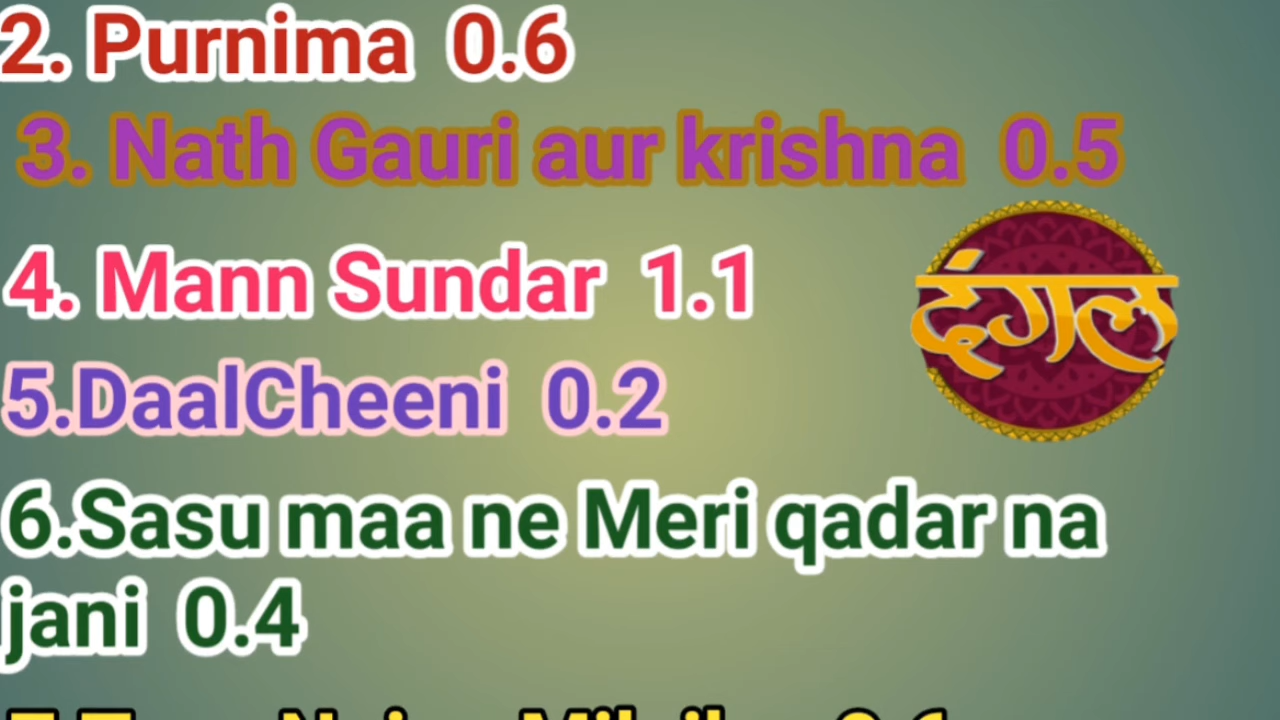 2. Purnima 0.6
3. Nath Gauri aur krishna 0.5
4. Mann Sundar 1.1
दंगल
5.DaalCheeni 0.2
6.Sasu maa ne Meri qadar na
jani 0.4